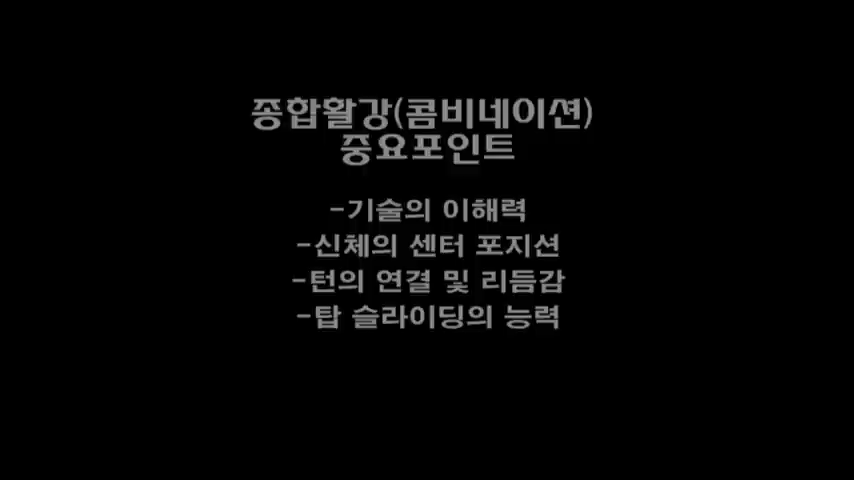 종합활강(콤비네이션)
중요포인트
-기술의 이해력
-신체의 센터 포지션
-턴의 연결 및 리듬감
-탑 슬라이딩의 능력